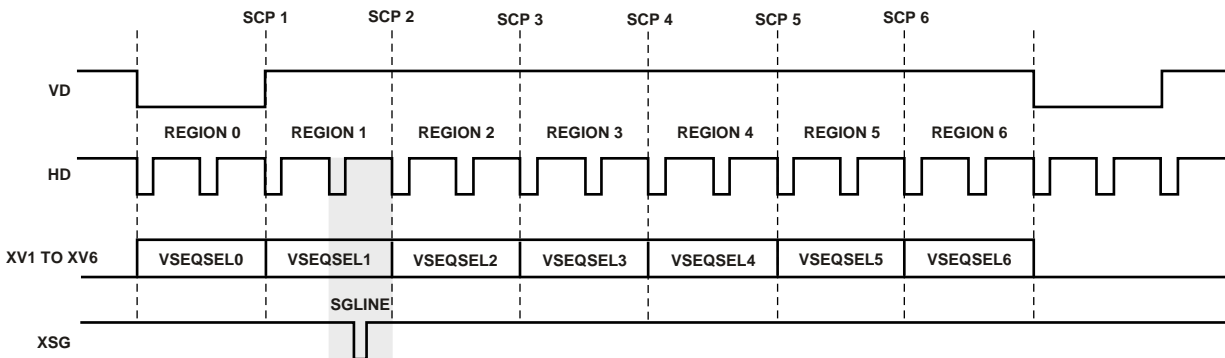 SCP 1 SCP 2 SCP 3 SCP 4 SCP 5 SCP 6
VD
REGION 0 REGION 1 REGION 2 REGION 3 REGION 4 REGION 5 REGION 6
HD
XV1 TO XV6 VSEQSEL0 VSEQSEL1 VSEQSEL2 VSEQSEL3 VSEQSEL4 VSEQSEL5 VSEQSEL6
SGLINE
XSG